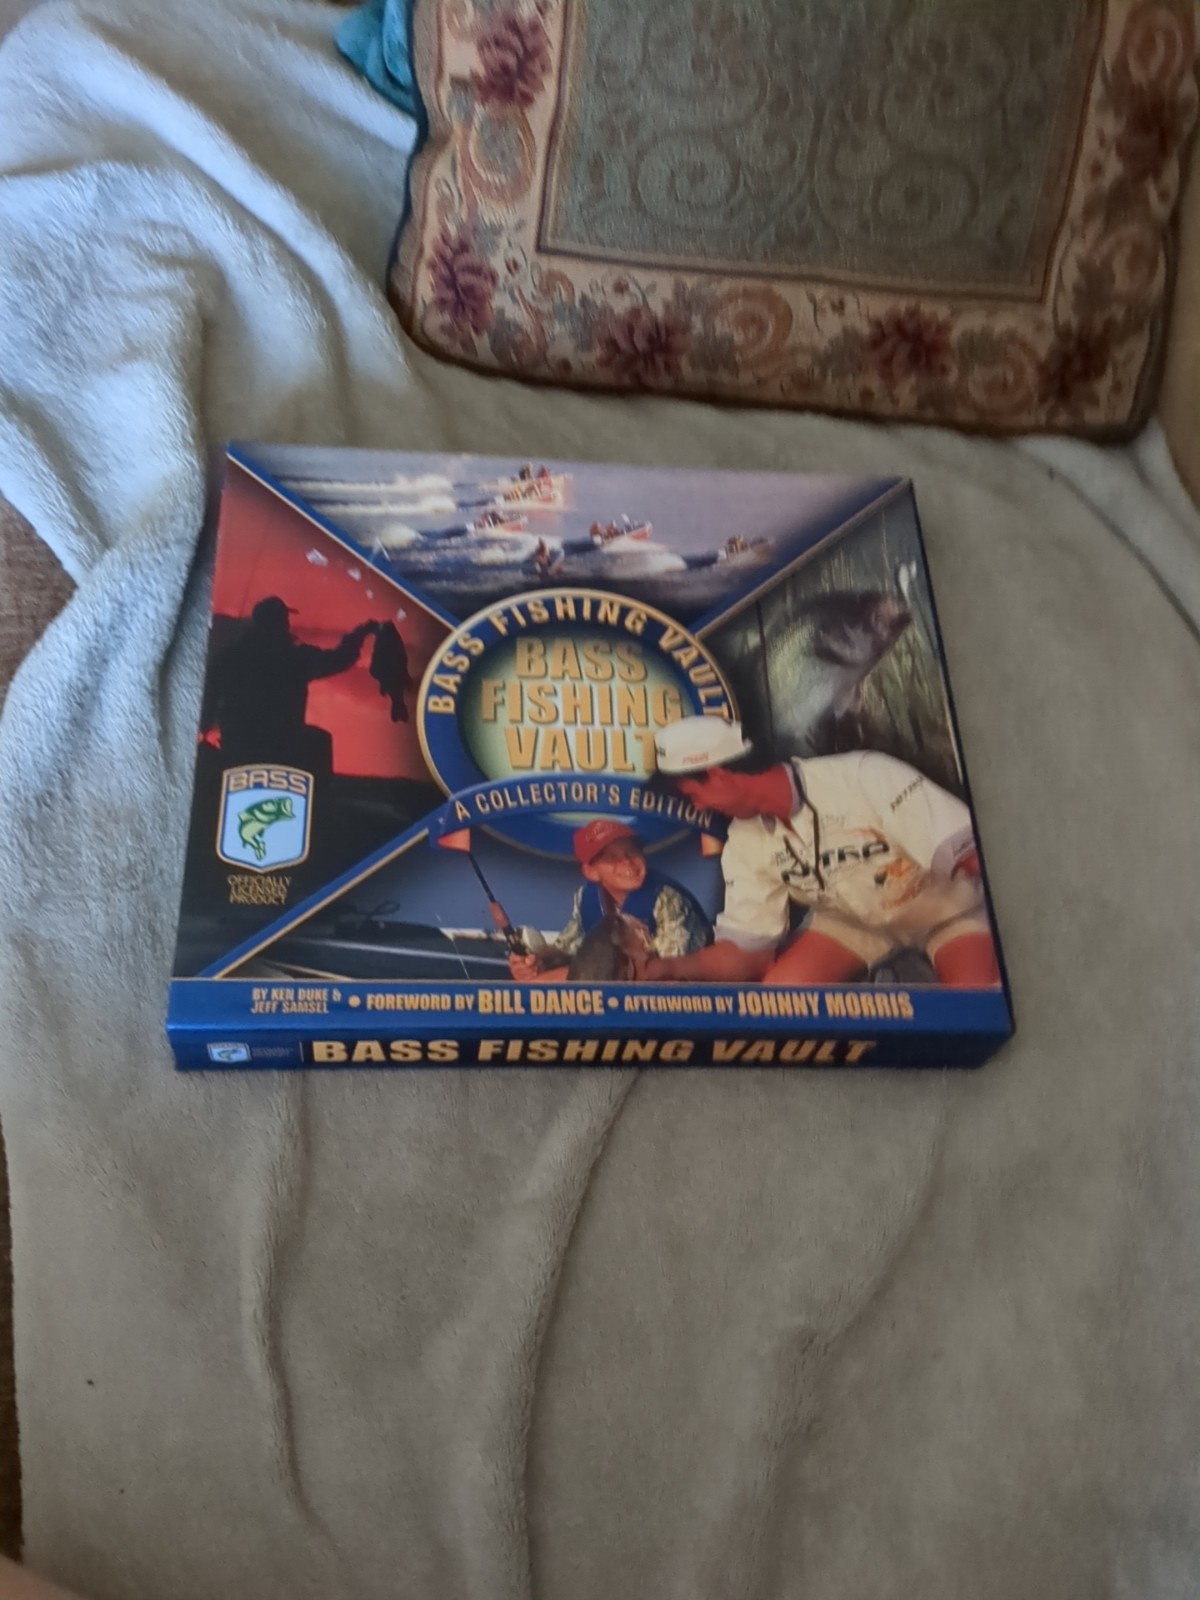 BASS FISHING VAULT
BASS
FISHING
VAULT
A COLLECTOR'S EDITION
BASS
OFFICIALLY
LICENSED
PRODUCT
BY KEN DUKE &
JEFF SAMSEL
• FOREWORD BY BILL DANCE • AFTERWORD BY JOHNNY MORRIS
BASS FISHING VAULT